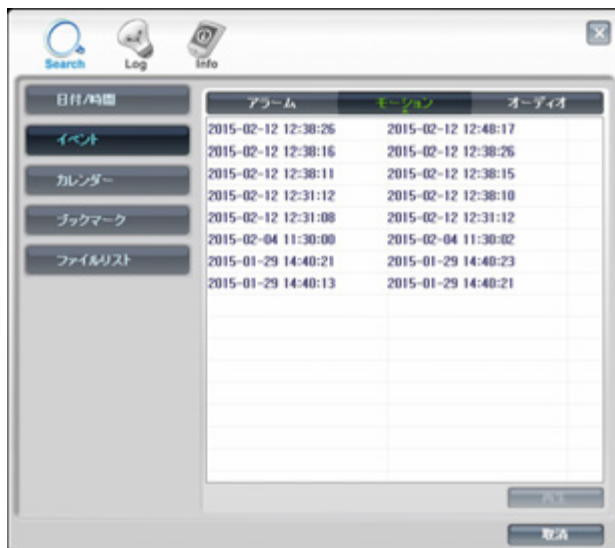 Search Log Info
日付/時間
イベント
カレンダー
ブックマーク
ファイルリスト
アラーム モーション オーディオ
2015-02-12 12:38:26 2015-02-12 12:48:17
2015-02-12 12:38:16 2015-02-12 12:38:26
2015-02-12 12:38:11 2015-02-12 12:38:15
2015-02-12 12:31:12 2015-02-12 12:38:10
2015-02-12 12:31:08 2015-02-12 12:31:12
2015-02-04 11:30:00 2015-02-04 11:30:02
2015-01-29 14:40:21 2015-01-29 14:40:23
2015-01-29 14:40:13 2015-01-29 14:40:21
再生
取消